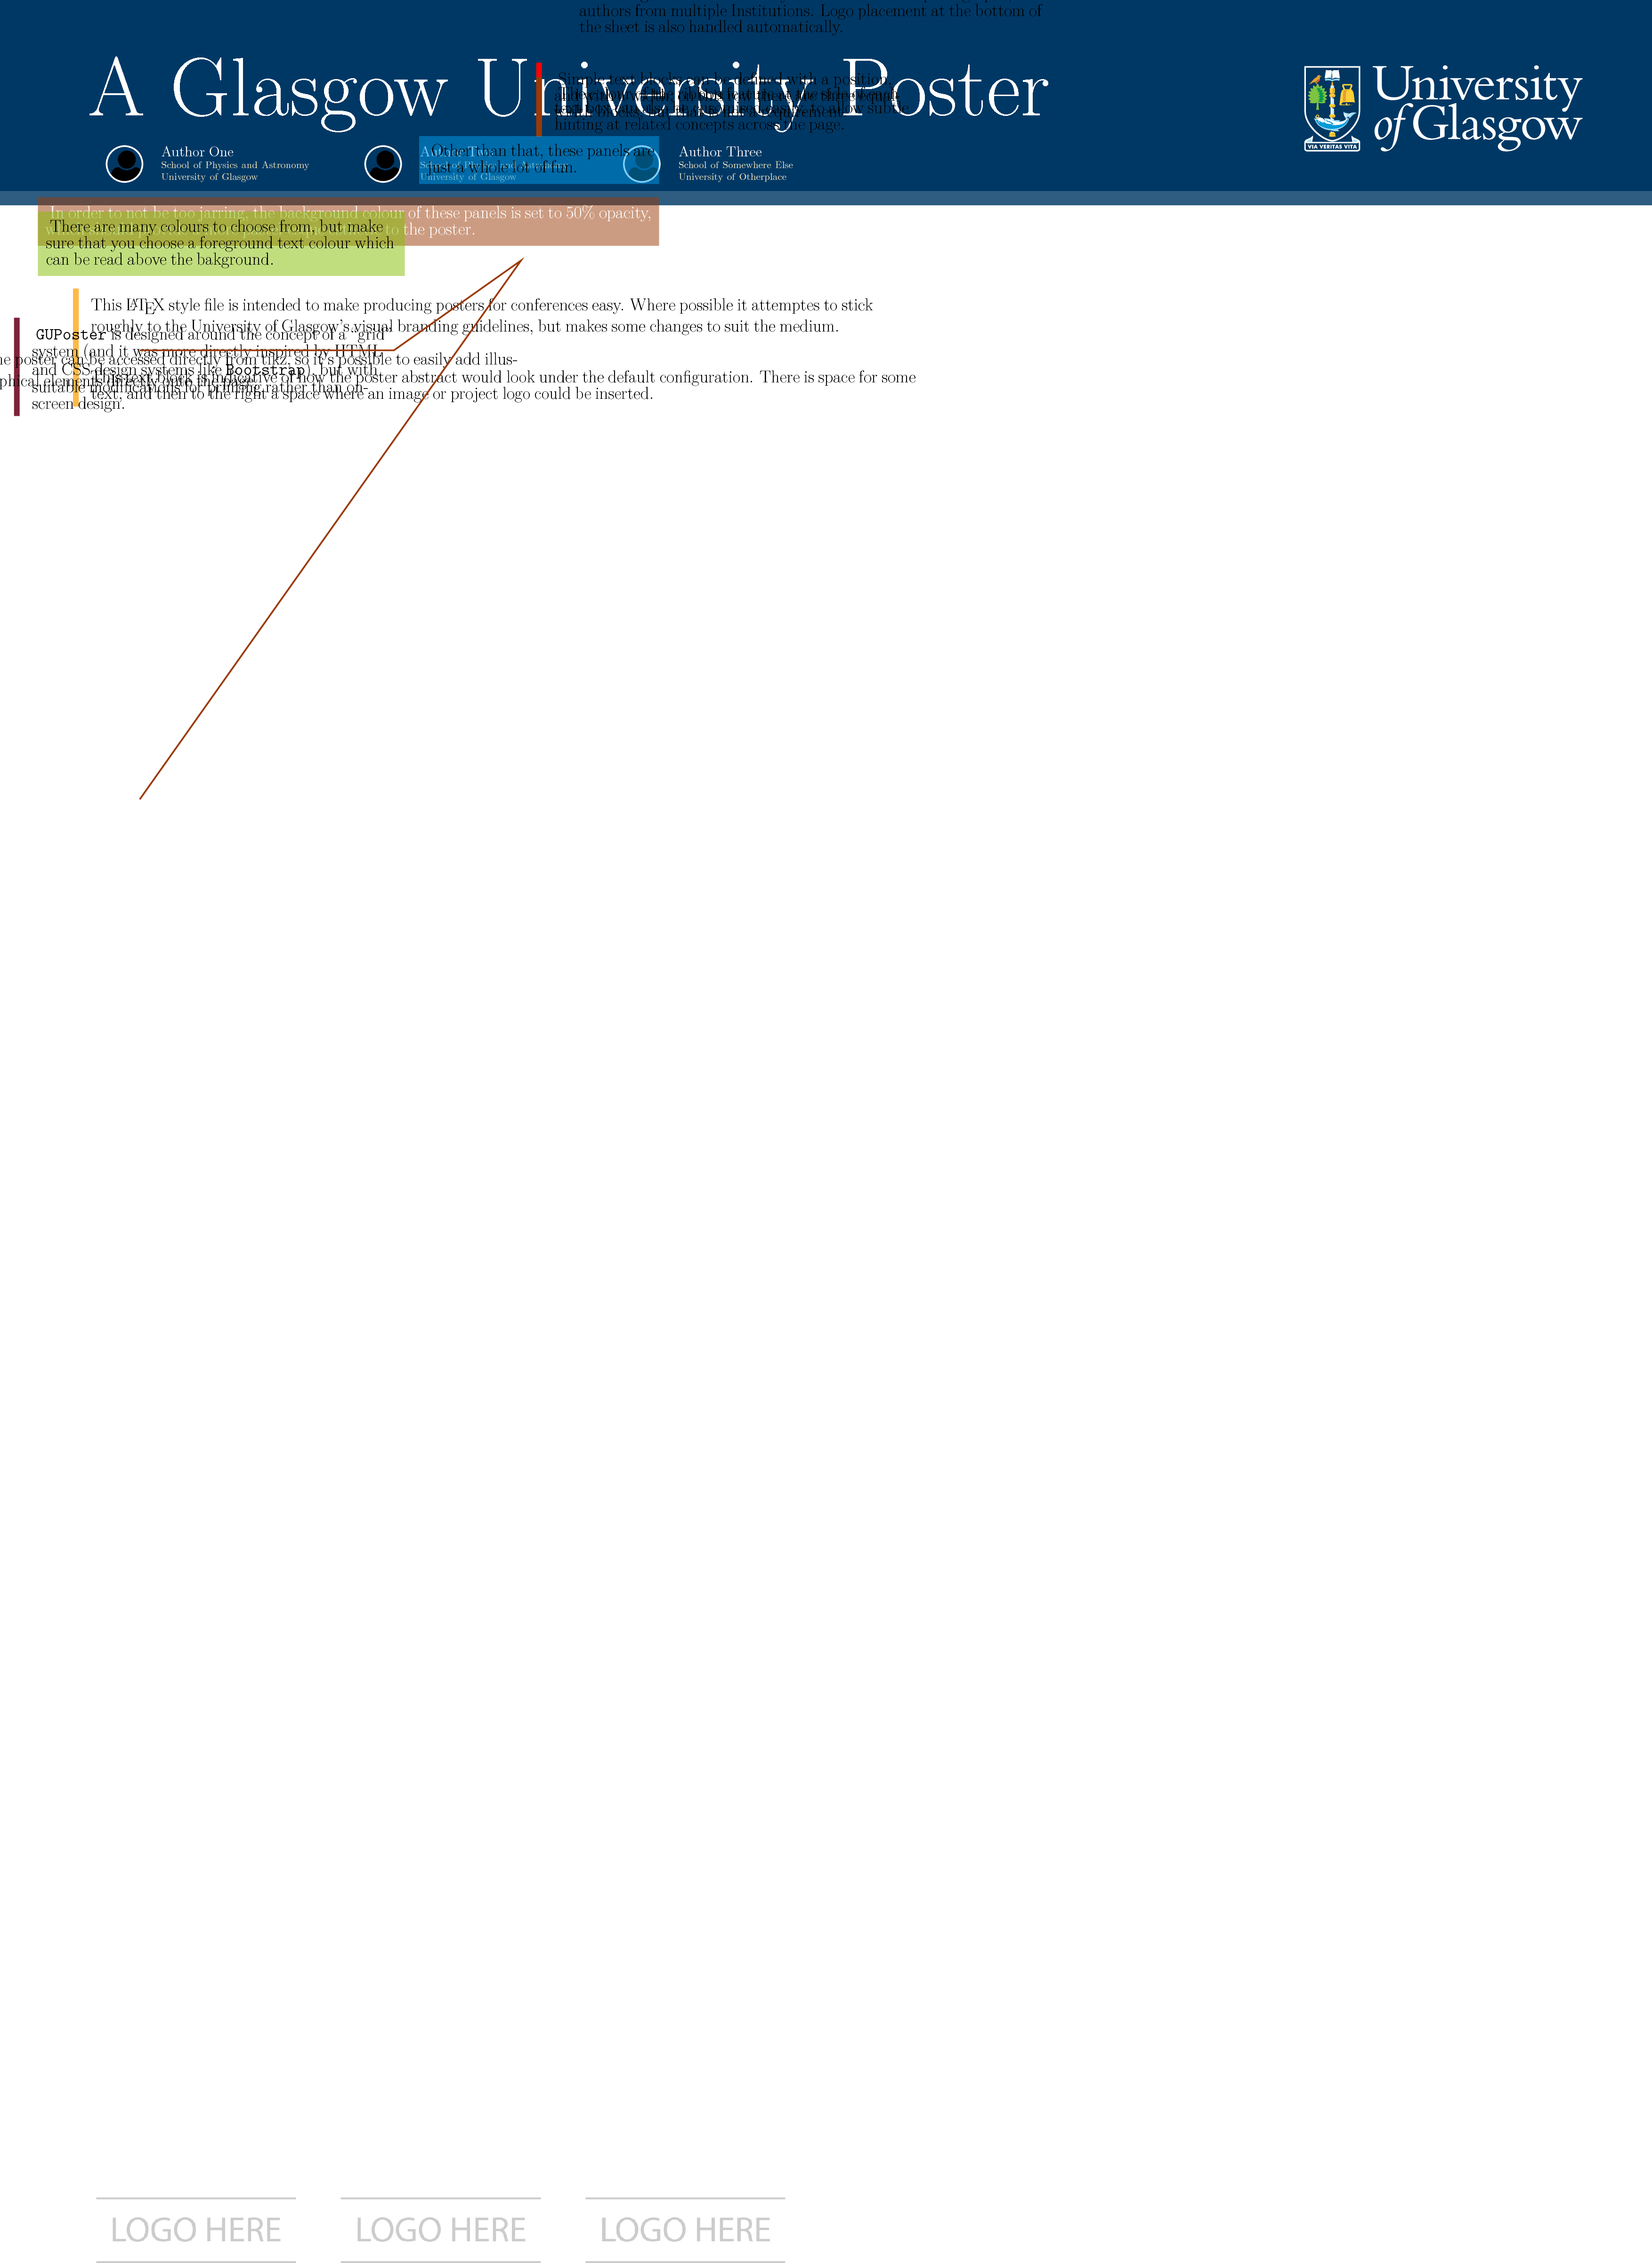 authors from multiple Institutions. Logo placement at the bottom of
the sheet is also handled automatically.
A Glasgow University Poster
University
of Glasgow
VIA VERITAS VITA
Simple text blocks can be defined with a position,
hinting at related concepts across the page.
Author One
School of Physics and Astronomy
University of Glasgow
Author Two
School of Physics and Astronomy
University of Glasgow
Other than that, these panels are
just a whole lot of fun.
Author Three
School of Somewhere Else
University of Otherplace
In order to not be too jarring, the background colour of these panels is set to 50% opacity,
to the poster.
There are many colours to choose from, but make
sure that you choose a foreground text colour which
can be read above the bakground.
This LATEX style file is intended to make producing posters for conferences easy. Where possible it attemptes to stick
roughly to the University of Glasgow's visual branding guidelines, but makes some changes to suit the medium.
GUPoster is designed around the concept of a "grid"
system (and it was more directly inspired by HTML
and CSS design systems like Bootstrap), but with
suitable modifications for printing rather than on-
screen design.
poster can be accessed directly from tikz, so it's possible to easily add illus-
elements directly onto the page.
This text block is indicative of how the poster abstract would look under the default configuration. There is space for some
text, and then to the right a space where an image or project logo could be inserted.
LOGO HERE
LOGO HERE
LOGO HERE